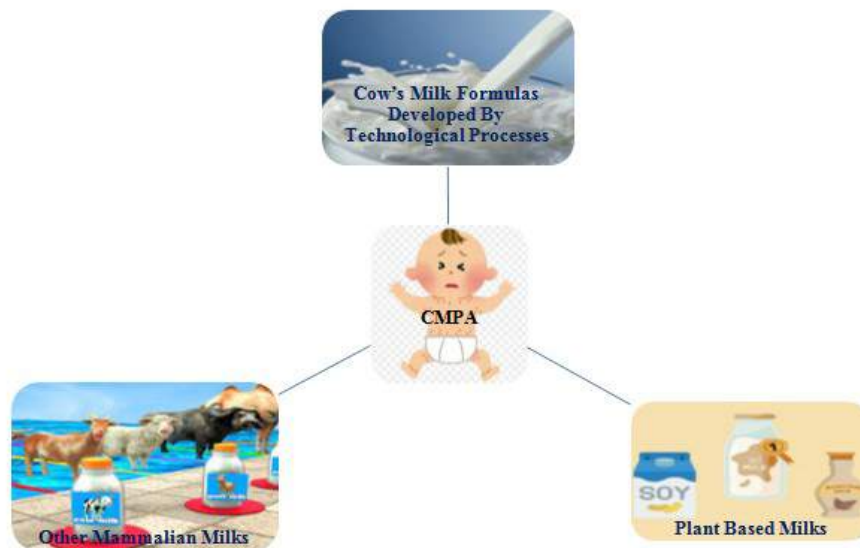 Cow's Milk Formulas
Developed By
Technological Processes
CMPA
Other Mammalian Milks
SOY
Plant Based Milks